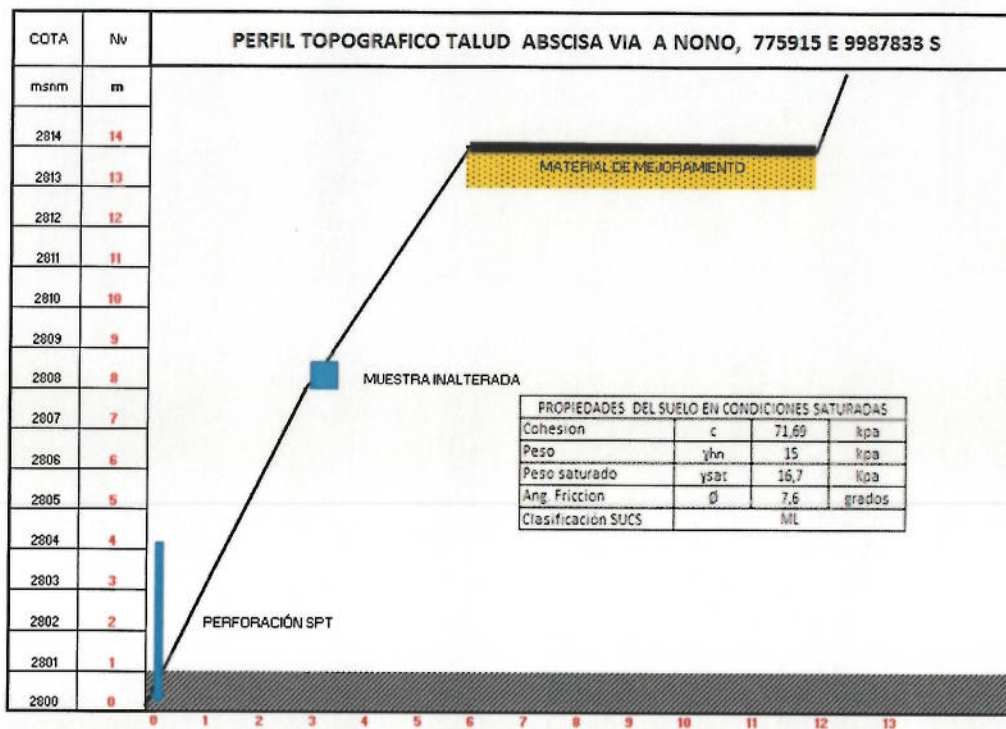 COTA Nv PERFIL TOPOGRAFICO TALUD ABSCISA VIA A NONO, 775915 E 9987833 S
msnm m
2814 14
MATERIAL DE MEJORAMIENTO
2813 13
2812 12
2811 11
2810 10
2809 9
2808 8 MUESTRA INALTERADA
2807 7
2806 6
2805 5
2804 4
2803 3
2802 2 PERFORACIÓN SPT
2801 1
2800 0
PROPIEDADES DEL SUELO EN CONDICIONES SATURADAS
Cohesion c 71,69 kpa
Peso γhn 15 kpa
Peso saturado γsat 16,7 Kpa
Ang. Friccion Ø 7,6 grados
Clasificación SUCS ML
0 1 2 3 4 5 6 7 8 9 10 11 12 13